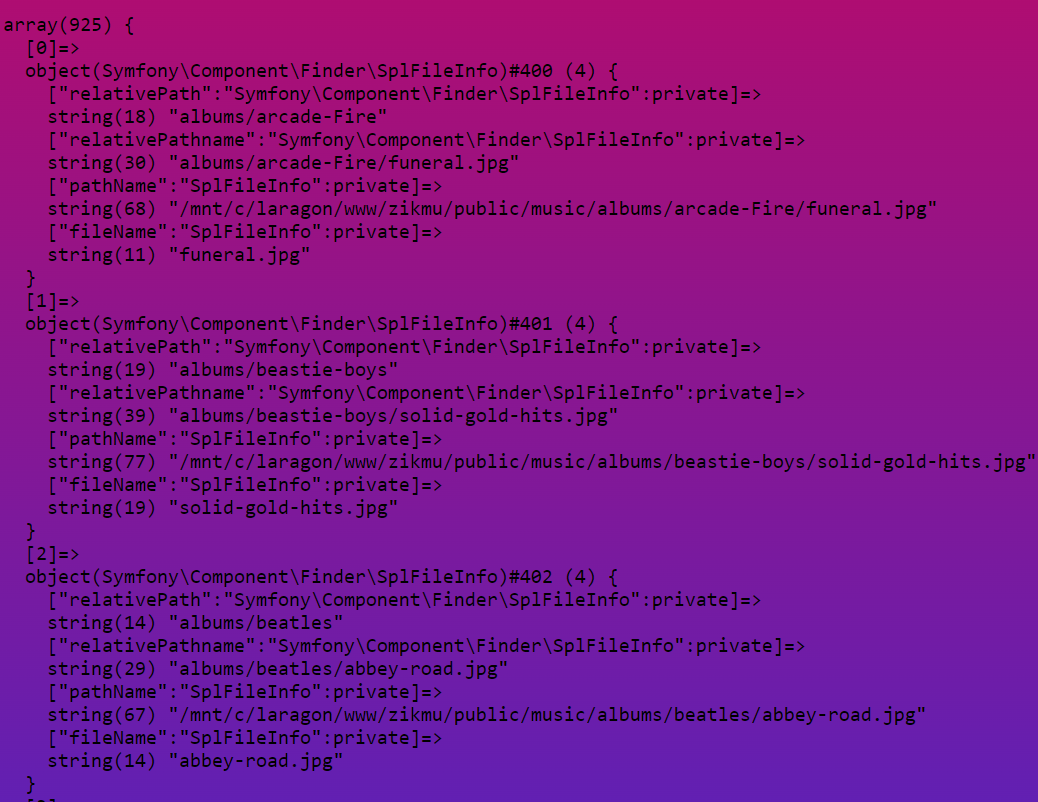 array(925) {
  [0]=>
  object(Symfony\Component\Finder\SplFileInfo)#400 (4) {
    ["relativePath":"Symfony\Component\Finder\SplFileInfo":private]=>
    string(18) "albums/arcade-Fire"
    ["relativePathname":"Symfony\Component\Finder\SplFileInfo":private]=>
    string(30) "albums/arcade-Fire/funeral.jpg"
    ["pathName":"SplFileInfo":private]=>
    string(68) "/mnt/c/laragon/www/zikmu/public/music/albums/arcade-Fire/funeral.jpg"
    ["fileName":"SplFileInfo":private]=>
    string(11) "funeral.jpg"
  }
  [1]=>
  object(Symfony\Component\Finder\SplFileInfo)#401 (4) {
    ["relativePath":"Symfony\Component\Finder\SplFileInfo":private]=>
    string(19) "albums/beastie-boys"
    ["relativePathname":"Symfony\Component\Finder\SplFileInfo":private]=>
    string(39) "albums/beastie-boys/solid-gold-hits.jpg"
    ["pathName":"SplFileInfo":private]=>
    string(77) "/mnt/c/laragon/www/zikmu/public/music/albums/beastie-boys/solid-gold-hits.jpg"
    ["fileName":"SplFileInfo":private]=>
    string(19) "solid-gold-hits.jpg"
  }
  [2]=>
  object(Symfony\Component\Finder\SplFileInfo)#402 (4) {
    ["relativePath":"Symfony\Component\Finder\SplFileInfo":private]=>
    string(14) "albums/beatles"
    ["relativePathname":"Symfony\Component\Finder\SplFileInfo":private]=>
    string(29) "albums/beatles/abbey-road.jpg"
    ["pathName":"SplFileInfo":private]=>
    string(67) "/mnt/c/laragon/www/zikmu/public/music/albums/beatles/abbey-road.jpg"
    ["fileName":"SplFileInfo":private]=>
    string(14) "abbey-road.jpg"
  }